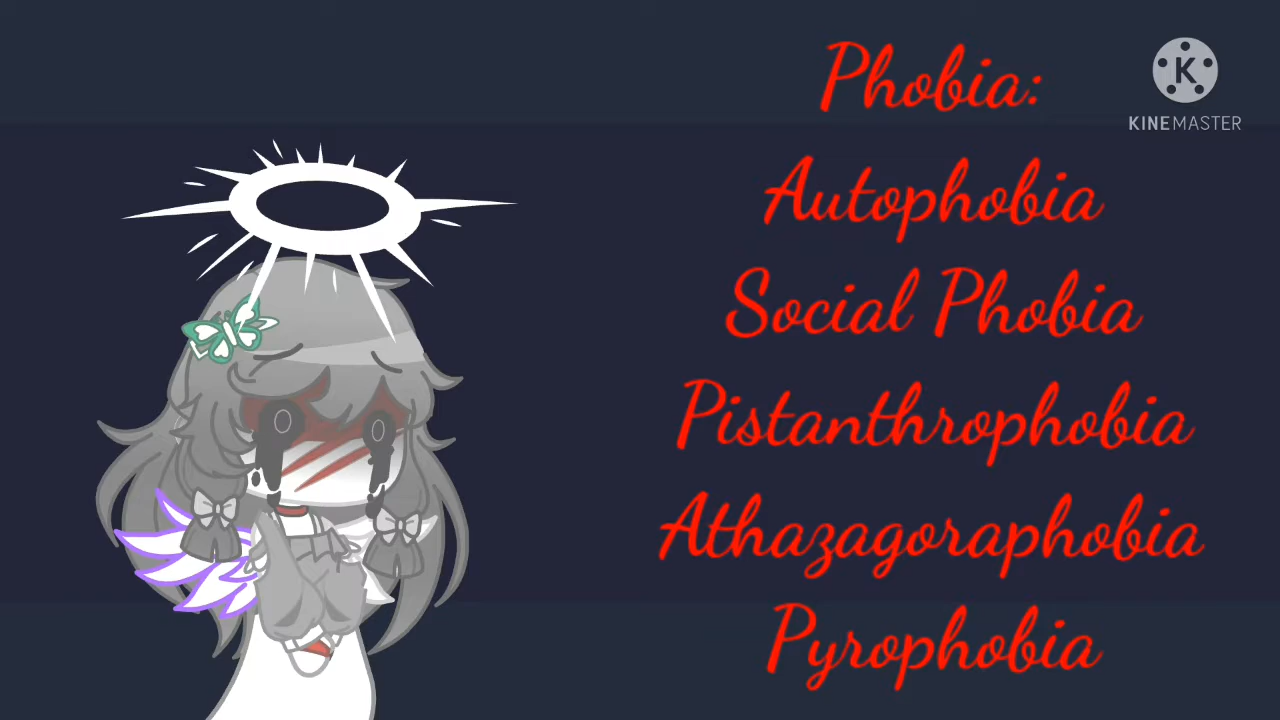 Phobia:
Autophobia
Social Phobia
Pistanthrophobia
Athazagoraphobia
Pyrophobia
K
KINEMASTER